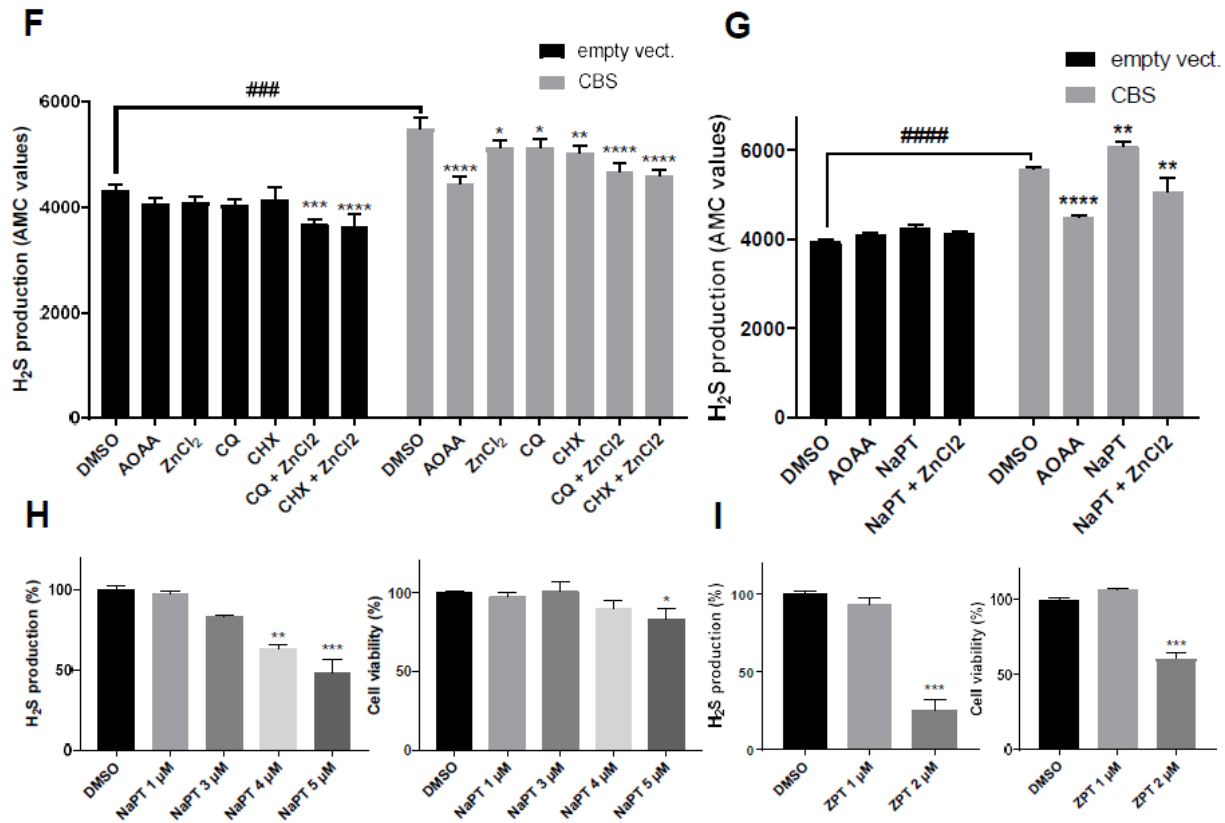 F
empty vect.
CBS
###
H₂S production (AMC values)
6000
4000
2000
0
*** **** **** * * ** **** ****
DMSO
AOAA
ZnCl₂
CQ
CHX
CQ + ZnCl2
CHX + ZnCl2
DMSO
AOAA
ZnCl₂
CQ
CHX
CQ + ZnCl2
CHX + ZnCl2
G
empty vect.
CBS
####
H₂S production (AMC values)
6000
4000
2000
0
**** ** **
DMSO
AOAA
NaPT
NaPT + ZnCl2
DMSO
AOAA
NaPT
NaPT + ZnCl2
H
H₂S production (%)
100
50
0
** ***
DMSO
NaPT 1 µM
NaPT 3 µM
NaPT 4 µM
NaPT 5 µM
Cell viability (%)
100
50
0
*
DMSO
NaPT 1 µM
NaPT 3 µM
NaPT 4 µM
NaPT 5 µM
I
H₂S production (%)
100
50
0
***
DMSO
ZPT 1 µM
ZPT 2 µM
Cell viability (%)
100
50
0
***
DMSO
ZPT 1 µM
ZPT 2 µM